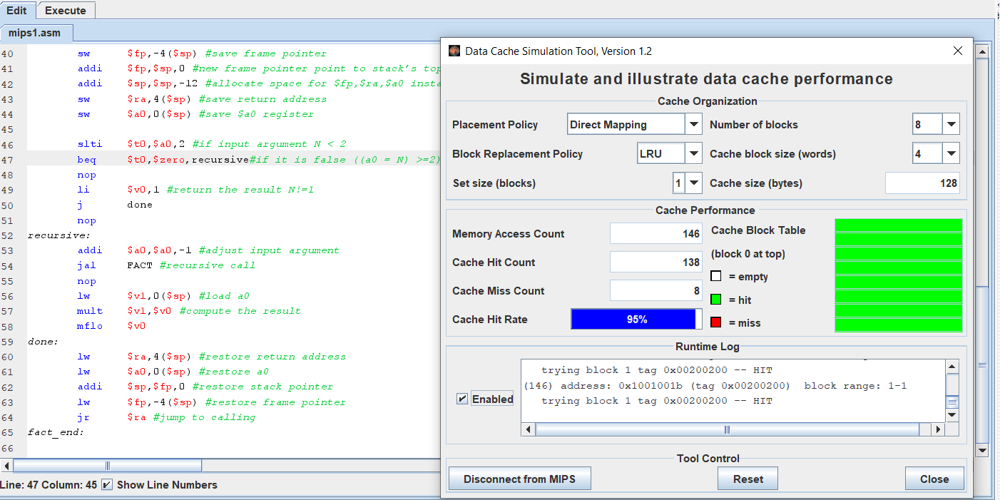 Edit Execute
mips1.asm
40 sw $fp,-4($sp) #save frame pointer
41 addi $fp,$sp,0 #new frame pointer point to stack's top
42 addi $sp,$sp,-12 #allocate space for $fp,$ra,$a0 insta
43 sw $ra,4($sp) #save return address
44 sw $a0,0($sp) #save $a0 register
45
46 slti $t0,$a0,2 #if input argument N < 2
47 beq $t0,$zero,recursive#if it is false ((a0 = N) >=2)
48 nop
49 li $v0,1 #return the result N!=1
50 j done
51 nop
52 recursive:
53 addi $a0,$a0,-1 #adjust input argument
54 jal FACT #recursive call
55 nop
56 lw $v1,0($sp) #load a0
57 mult $v1,$v0 #compute the result
58 mflo $v0
59 done:
60 lw $ra,4($sp) #restore return address
61 lw $a0,0($sp) #restore a0
62 addi $sp,$fp,0 #restore stack pointer
63 lw $fp,-4($sp) #restore frame pointer
64 jr $ra #jump to calling
65 fact_end:
66
Line: 47 Column: 45 Show Line Numbers
Data Cache Simulation Tool, Version 1.2
Simulate and illustrate data cache performance
Cache Organization
Placement Policy Direct Mapping Number of blocks 8
Block Replacement Policy LRU Cache block size (words) 4
Set size (blocks) 1 Cache size (bytes) 128
Cache Performance
Memory Access Count 146 Cache Block Table
(block 0 at top)
Cache Hit Count 138
= empty
Cache Miss Count 8
= hit
Cache Hit Rate 95%
= miss
Runtime Log
trying block 1 tag 0x00200200 -- HIT
(146) address: 0x1001001b (tag 0x00200200) block range: 1-1
trying block 1 tag 0x00200200 -- HIT
Enabled
Tool Control
Disconnect from MIPS Reset Close